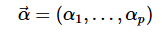 α⃗ = (α₁, . . . , αₚ)